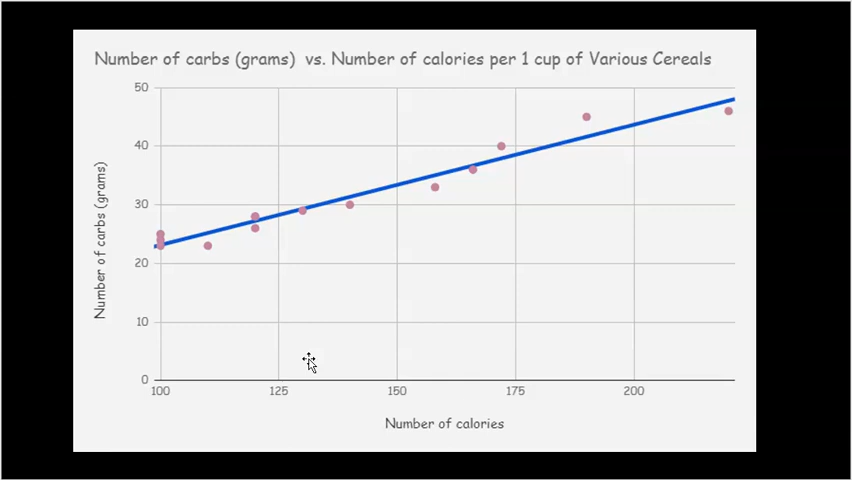 Number of carbs (grams) vs. Number of calories per 1 cup of Various Cereals
Number of carbs (grams)
50
40
30
20
10
0
100 125 150 175 200
Number of calories